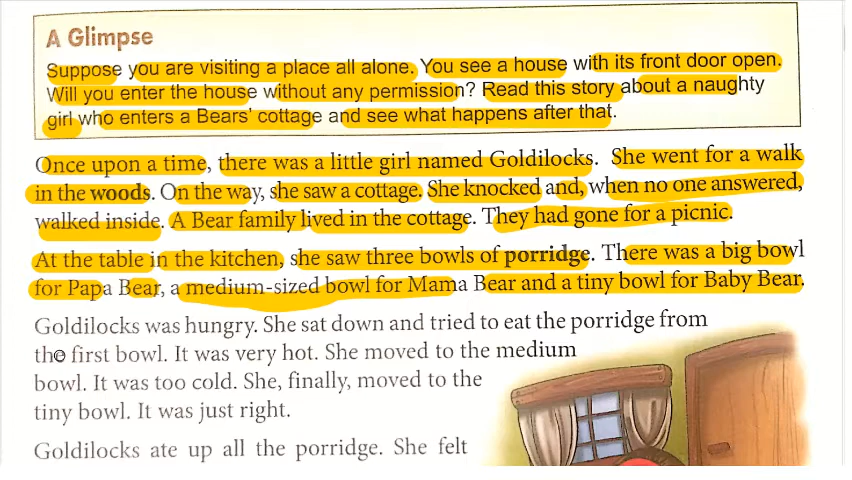 A Glimpse
Suppose you are visiting a place all alone. You see a house with its front door open.
Will you enter the house without any permission? Read this story about a naughty
girl who enters a Bears' cottage and see what happens after that.
Once upon a time, there was a little girl named Goldilocks. She went for a walk
in the woods. On the way, she saw a cottage. She knocked and, when no one answered,
walked inside. A Bear family lived in the cottage. They had gone for a picnic.
At the table in the kitchen, she saw three bowls of porridge. There was a big bowl
for Papa Bear, a medium-sized bowl for Mama Bear and a tiny bowl for Baby Bear.
Goldilocks was hungry. She sat down and tried to eat the porridge from
the first bowl. It was very hot. She moved to the medium
bowl. It was too cold. She, finally, moved to the
tiny bowl. It was just right.
Goldilocks ate up all the porridge. She felt